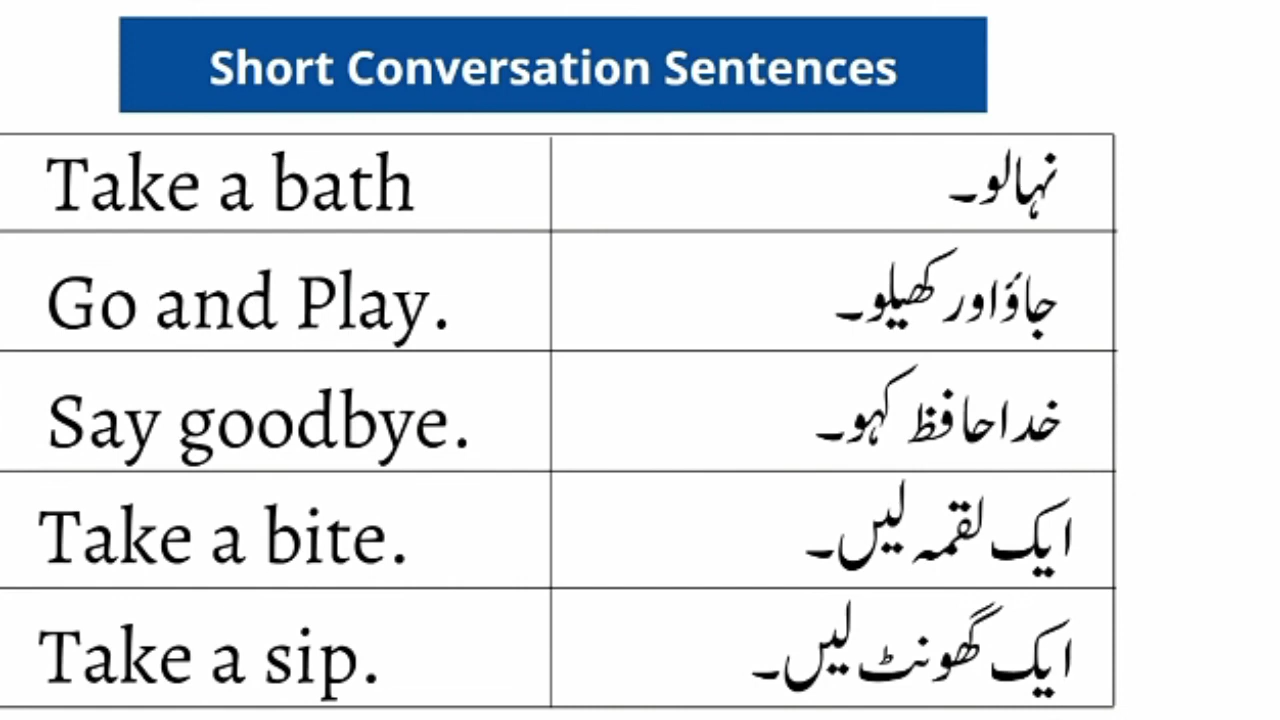 Short Conversation Sentences
Take a bath نہالو۔
Go and Play. جاؤاور کھیلو۔
Say goodbye. خداحافظ کہو۔
Take a bite. ایک لقمہ لیں۔
Take a sip. ایک گھونٹ لیں۔